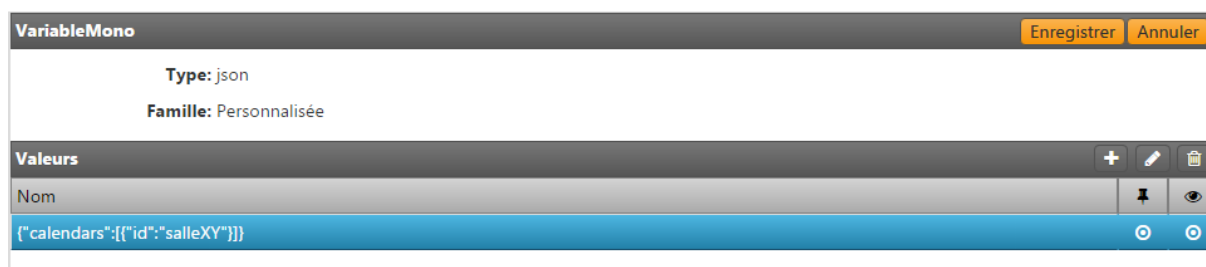 VariableMono Enregistrer Annuler
Type: json
Famille: Personnalisée
Valeurs
Nom
{"calendars":[{"id":"salleXY"}]}